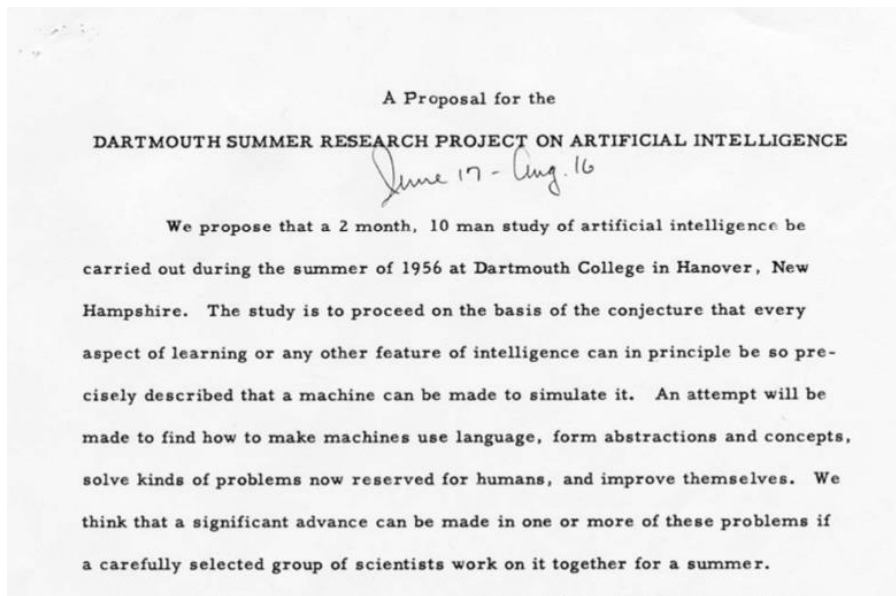 A Proposal for the
DARTMOUTH SUMMER RESEARCH PROJECT ON ARTIFICIAL INTELLIGENCE
June 17 - Aug. 16
We propose that a 2 month, 10 man study of artificial intelligence be
carried out during the summer of 1956 at Dartmouth College in Hanover, New
Hampshire. The study is to proceed on the basis of the conjecture that every
aspect of learning or any other feature of intelligence can in principle be so pre-
cisely described that a machine can be made to simulate it. An attempt will be
made to find how to make machines use language, form abstractions and concepts,
solve kinds of problems now reserved for humans, and improve themselves. We
think that a significant advance can be made in one or more of these problems if
a carefully selected group of scientists work on it together for a summer.